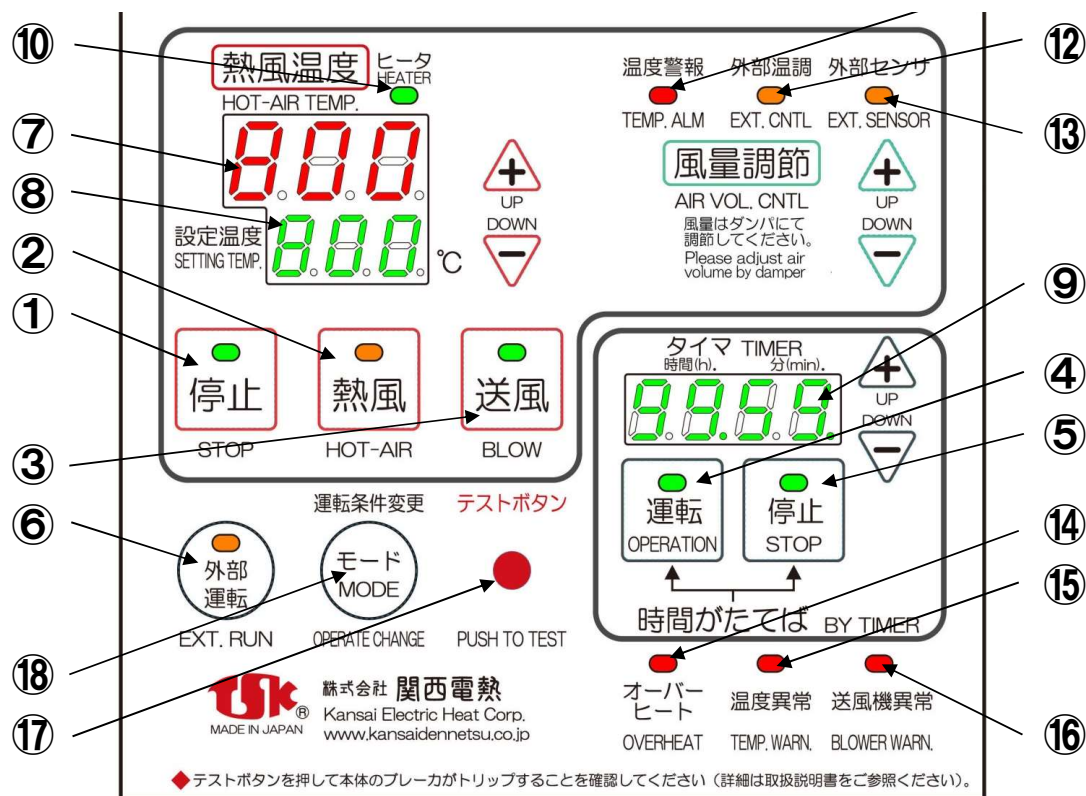 ⑩
熱風温度
ヒータ
HEATER
HOT-AIR TEMP.
⑦
8.8.8.
⑧
設定温度
SETTING TEMP.
8.8.8.
℃
UP
DOWN
温度警報
外部温調
外部センサ
TEMP. ALM
EXT. CNTL
EXT. SENSOR
⑫
⑬
風量調節
AIR VOL. CNTL
風量はダンパにて
調節してください。
Please adjust air
volume by damper
UP
DOWN
②
①
停止
熱風
送風
STOP
HOT-AIR
BLOW
③
⑨
タイマ TIMER
時間(h).
分(min).
UP
DOWN
④
⑤
運転
OPERATION
停止
STOP
時間がたてば BY TIMER
運転条件変更
テストボタン
⑥
外部
運転
モード
MODE
EXT. RUN
OPERATE CHANGE
PUSH TO TEST
⑭
⑮
⑱
⑰
オーバー
ヒート
温度異常
送風機異常
OVERHEAT
TEMP. WARN.
BLOWER WARN.
⑯
TSK®
MADE IN JAPAN
株式会社 関西電熱
Kansai Electric Heat Corp.
www.kansaidennetsu.co.jp
◆テストボタンを押して本体のブレーカがトリップすることを確認してください（詳細は取扱説明書をご参照ください）。